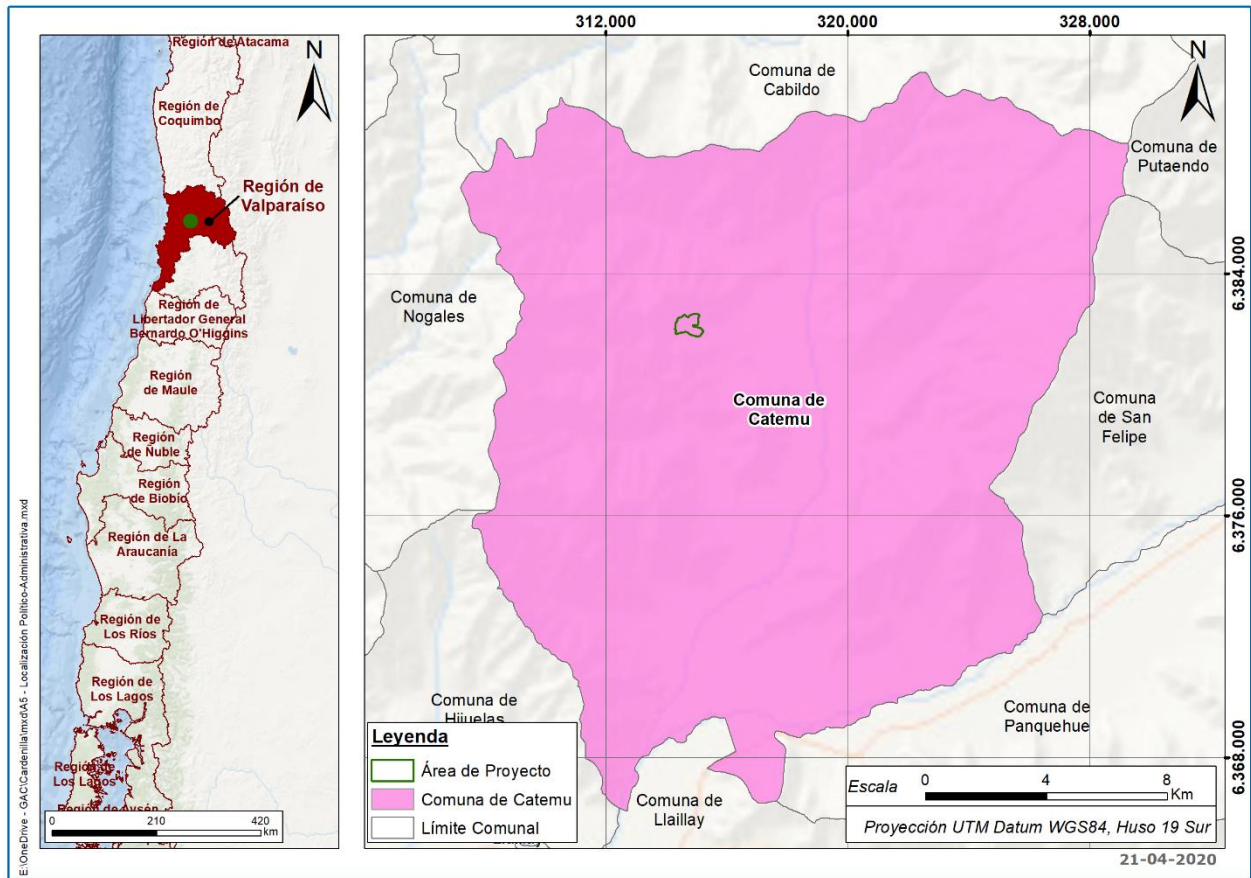 Región de Atacama
N
Región de
Coquimbo
Región de
Valparaíso
Región de
Libertador General
Bernardo O'Higgins
Región
de Maule
Región
de Ñuble
Región
de Biobío
Región de La
Araucanía
Región de
Los Ríos
Región de
Los Lagos
Región de
Los Lagos
Región de Aysén
0 210 420
km
312.000 320.000 328.000
N
Comuna de
Cabildo
Comuna de
Putaendo
6.384.000
Comuna de
Nogales
Comuna de
Catemu
Comuna
de San
Felipe
6.376.000
Comuna de
Hijuelas
Comuna de
Panquehue
Comuna de
Llaillay
6.368.000
Leyenda
Área de Proyecto
Comuna de Catemu
Límite Comunal
Escala 0 4 8
Km
Proyección UTM Datum WGS84, Huso 19 Sur
21-04-2020
E:\OneDrive - GAC\Cardenilla\mxd\A5 - Localización Político-Administrativa.mxd